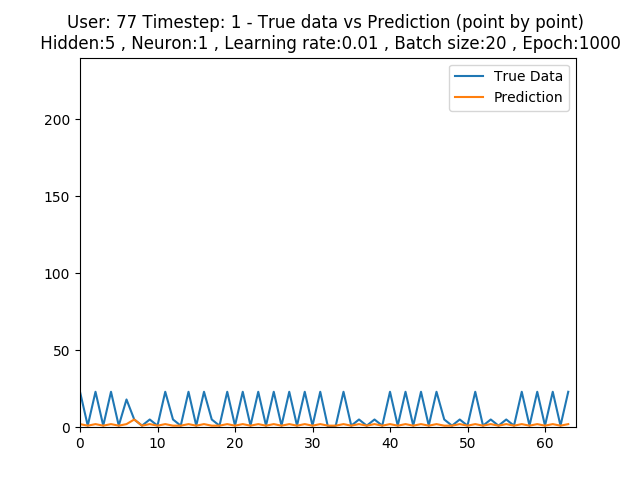 User: 77 Timestep: 1 - True data vs Prediction (point by point)
Hidden:5 , Neuron:1 , Learning rate:0.01 , Batch size:20 , Epoch:1000
True Data
Prediction
200
150
100
50
0
0 10 20 30 40 50 60